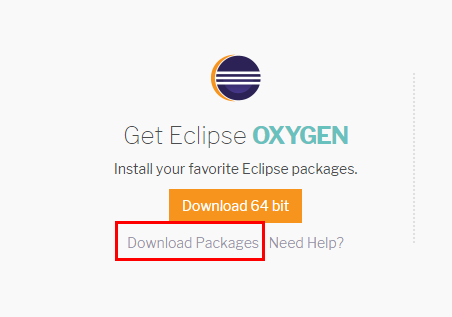 Get Eclipse OXYGEN
Install your favorite Eclipse packages.
Download 64 bit
Download Packages Need Help?